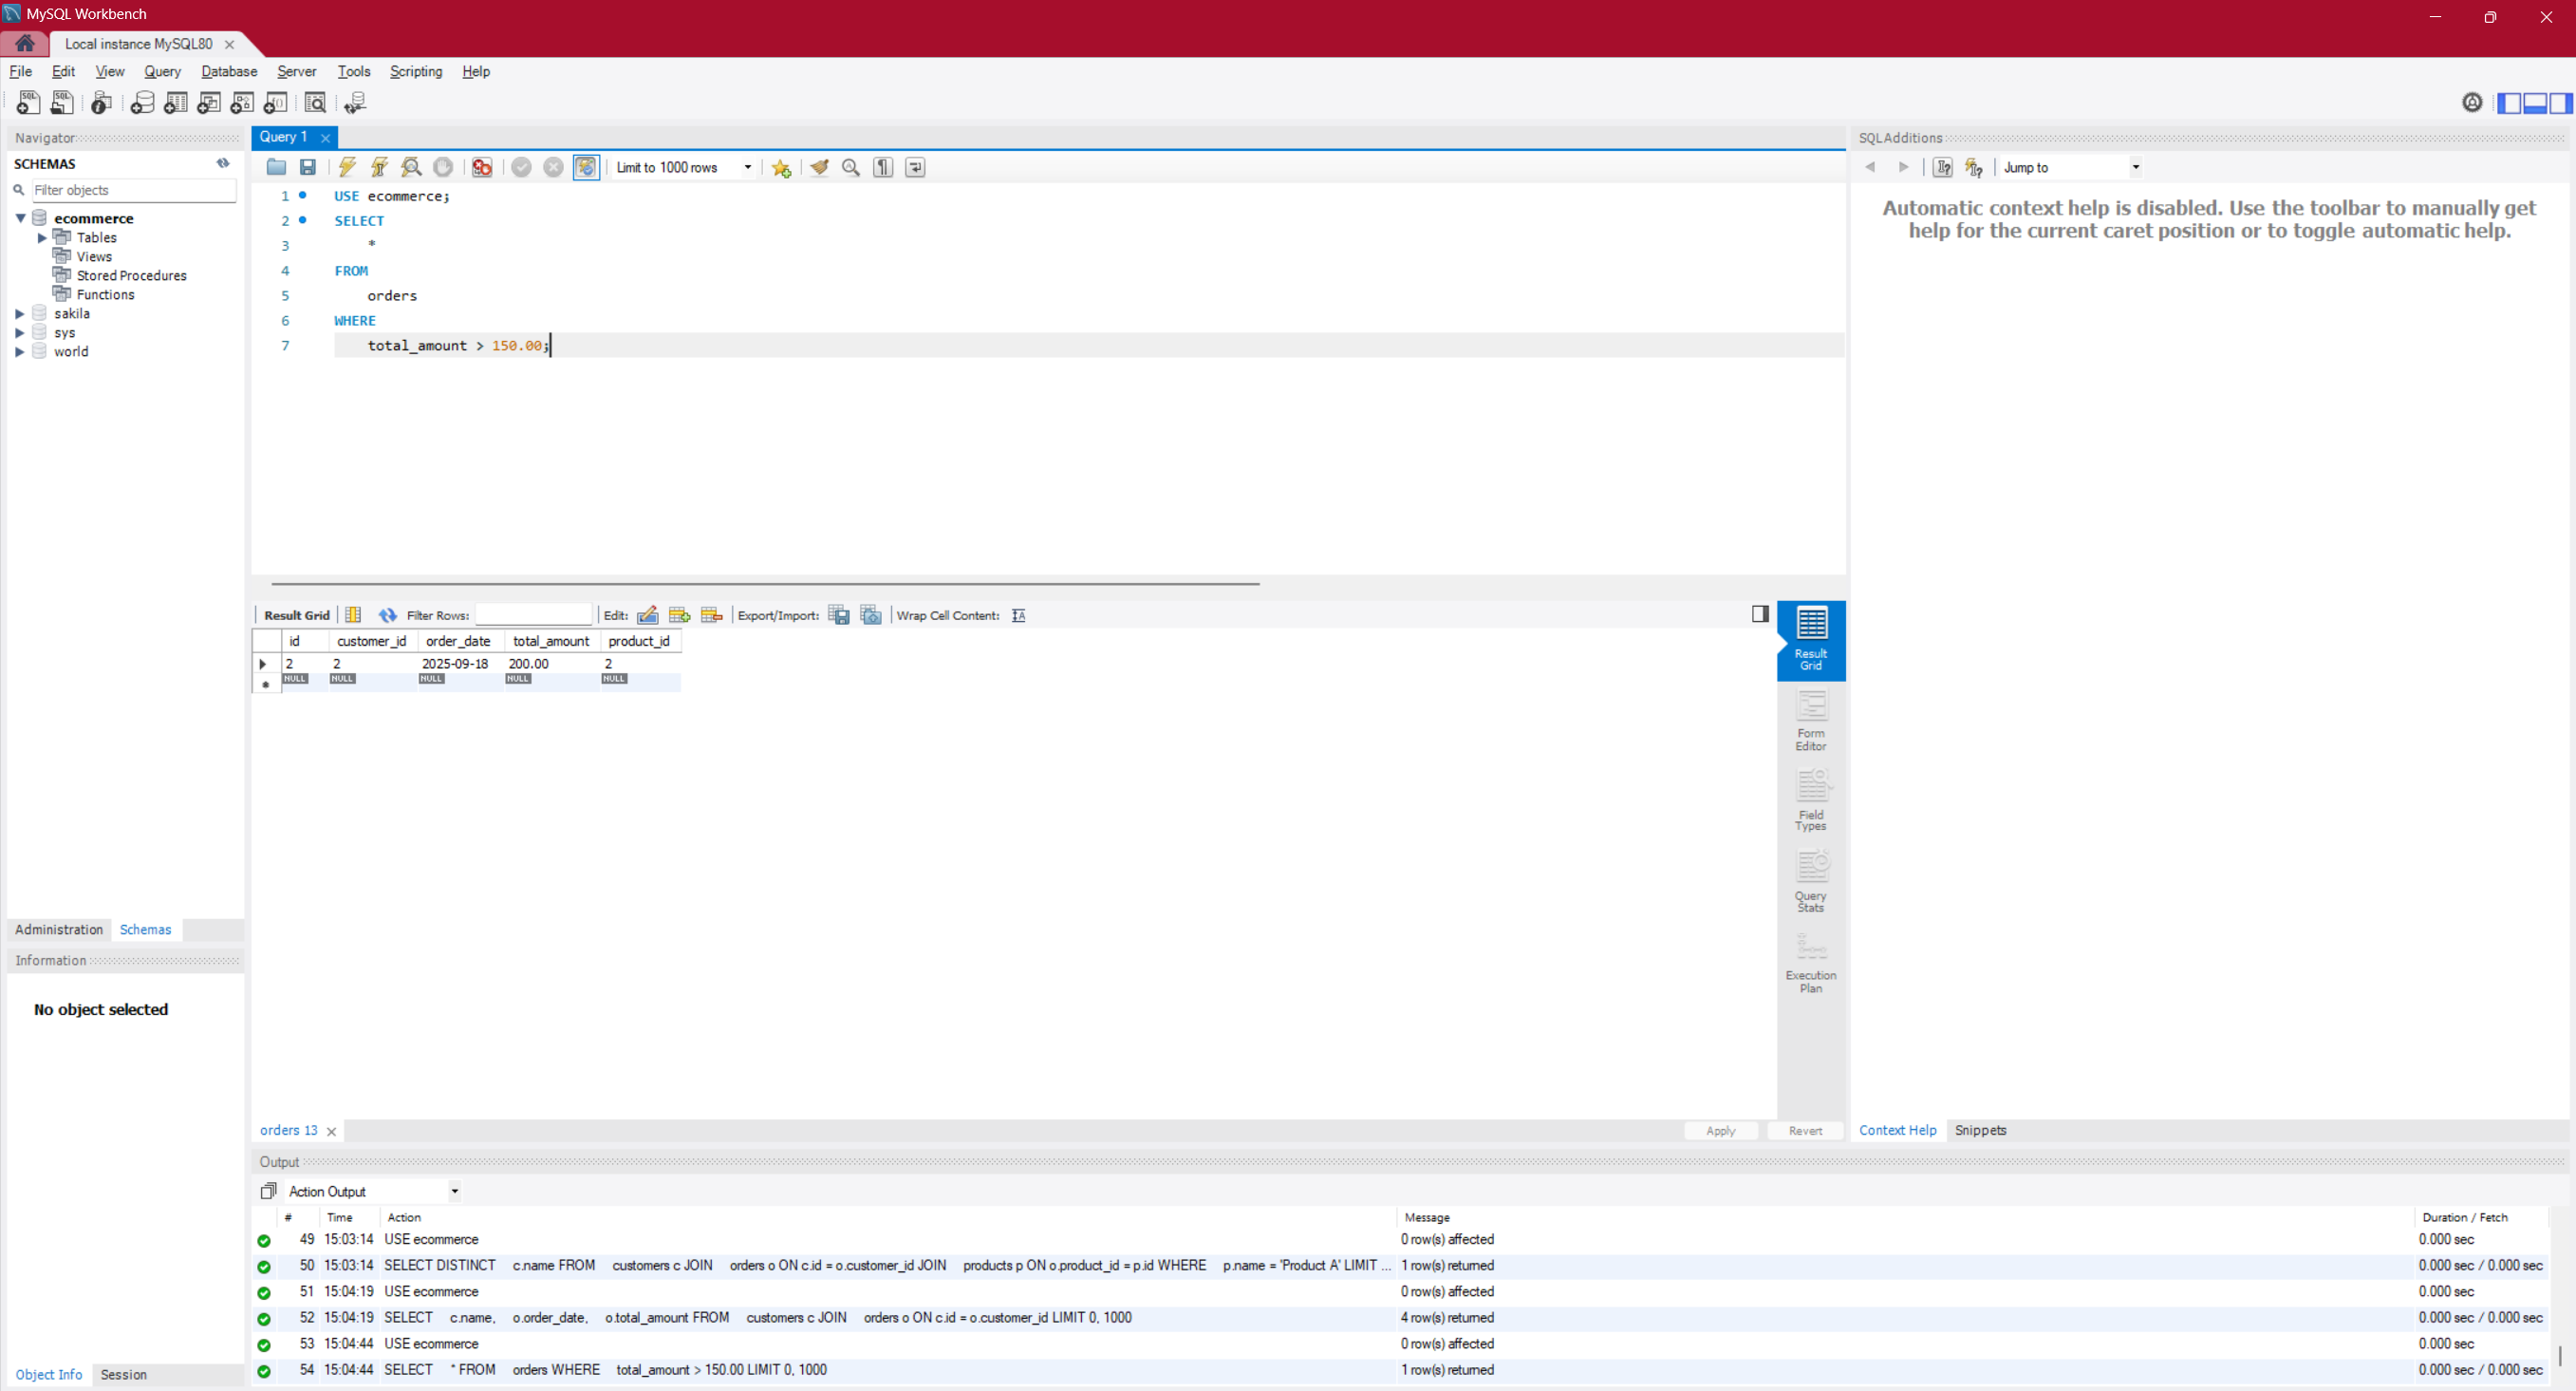 MySQL Workbench
Local instance MySQL80
File Edit View Query Database Server Tools Scripting Help
Navigator
SCHEMAS
Filter objects
ecommerce
Tables
Views
Stored Procedures
Functions
sakila
sys
world
Administration Schemas
Information
No object selected
Object Info Session
Query 1
Limit to 1000 rows
1 USE ecommerce;
2 SELECT
3 *
4 FROM
5 orders
6 WHERE
7 total_amount > 150.00;
Result Grid Filter Rows: Edit: Export/Import: Wrap Cell Content:
id customer_id order_date total_amount product_id
2 2 2025-09-18 200.00 2
NULL NULL NULL NULL NULL
Result
Grid
Form
Editor
Field
Types
Query
Stats
Execution
Plan
orders 13 Apply Revert
SQLAdditions
Jump to
Automatic context help is disabled. Use the toolbar to manually get
help for the current caret position or to toggle automatic help.
Context Help Snippets
Output
Action Output
# Time Action Message Duration / Fetch
49 15:03:14 USE ecommerce 0 row(s) affected 0.000 sec
50 15:03:14 SELECT DISTINCT c.name FROM customers c JOIN orders o ON c.id = o.customer_id JOIN products p ON o.product_id = p.id WHERE p.name = 'Product A' LIMIT ... 1 row(s) returned 0.000 sec / 0.000 sec
51 15:04:19 USE ecommerce 0 row(s) affected 0.000 sec
52 15:04:19 SELECT c.name, o.order_date, o.total_amount FROM customers c JOIN orders o ON c.id = o.customer_id LIMIT 0, 1000 4 row(s) returned 0.000 sec / 0.000 sec
53 15:04:44 USE ecommerce 0 row(s) affected 0.000 sec
54 15:04:44 SELECT * FROM orders WHERE total_amount > 150.00 LIMIT 0, 1000 1 row(s) returned 0.000 sec / 0.000 sec